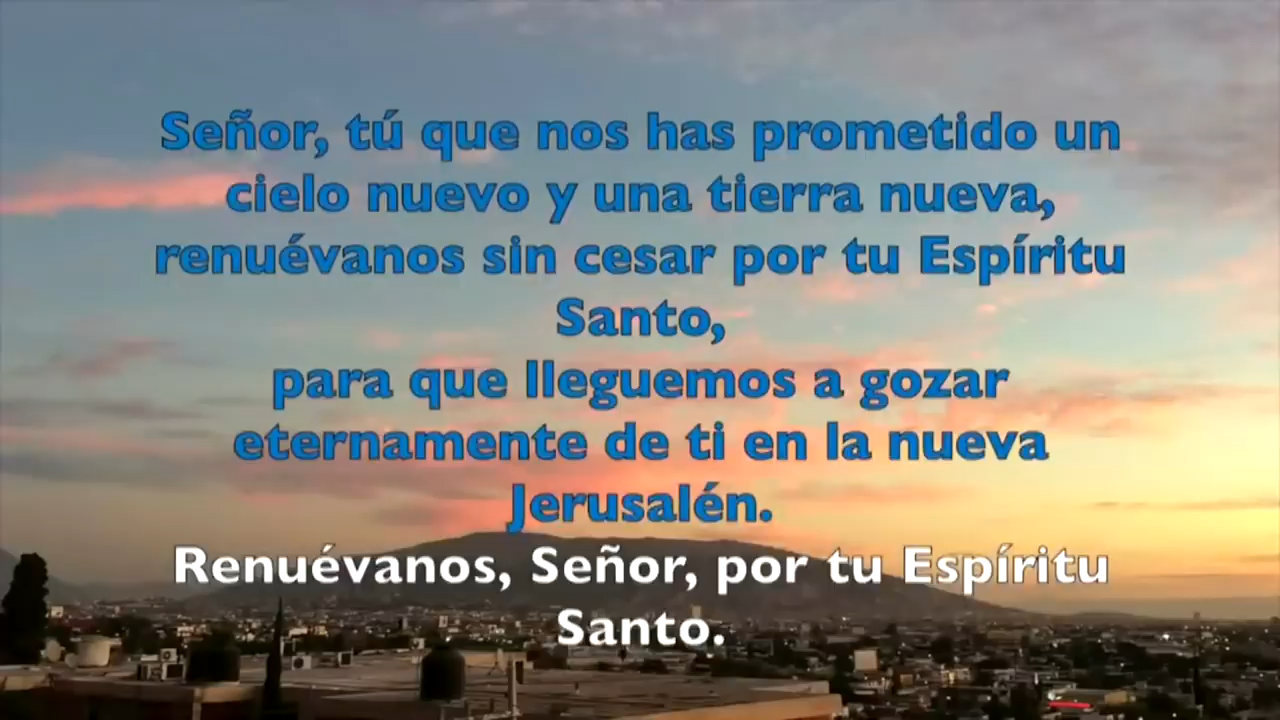 Señor, tú que nos has prometido un
cielo nuevo y una tierra nueva,
renuévanos sin cesar por tu Espíritu
Santo,
para que lleguemos a gozar
eternamente de ti en la nueva
Jerusalén.
Renuévanos, Señor, por tu Espíritu
Santo.